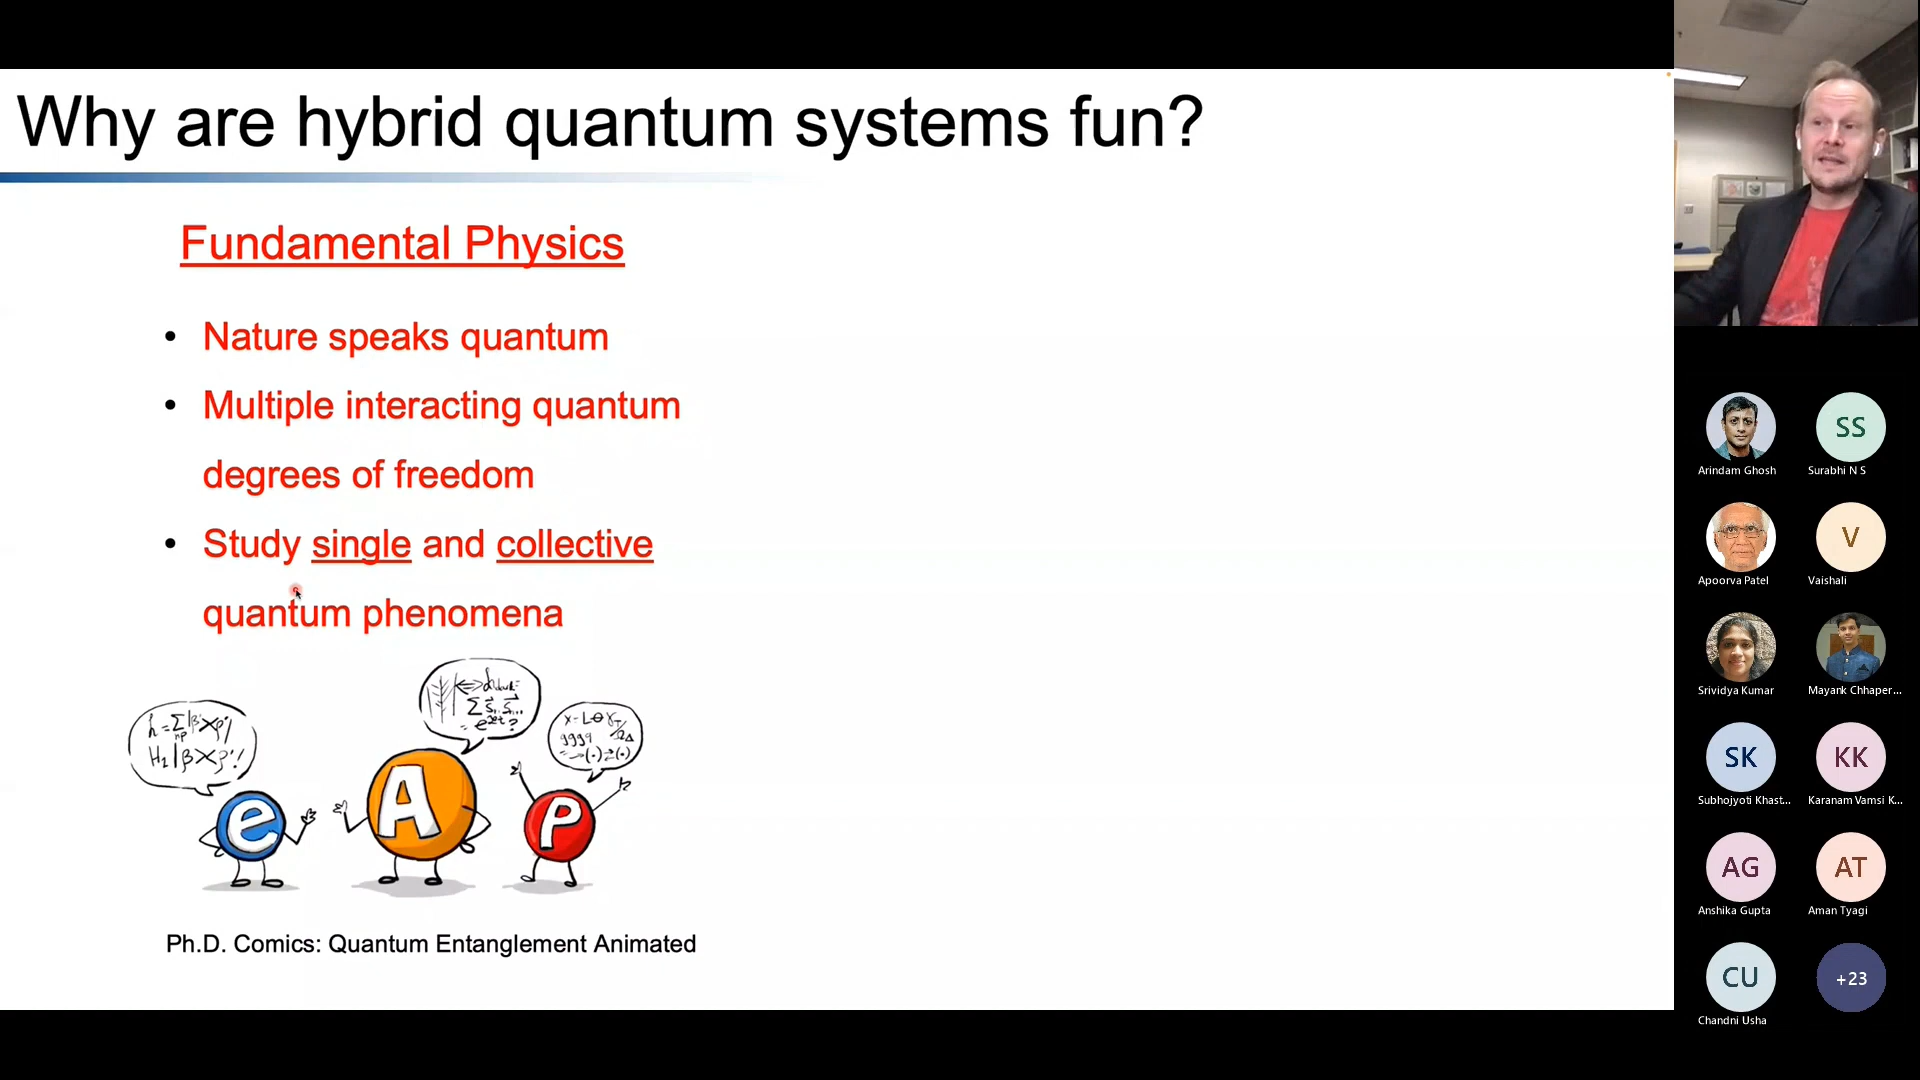 Why are hybrid quantum systems fun?
Fundamental Physics
• Nature speaks quantum
• Multiple interacting quantum
degrees of freedom
• Study single and collective
quantum phenomena
e
A
P
Ph.D. Comics: Quantum Entanglement Animated
Arindam Ghosh
SS
Surabhi N S
Apoorva Patel
V
Vaishali
Srividya Kumar
Mayank Chhaper...
SK
Subhojyoti Khast...
KK
Karanam Vamsi K...
AG
Anshika Gupta
AT
Aman Tyagi
CU
Chandni Usha
+23